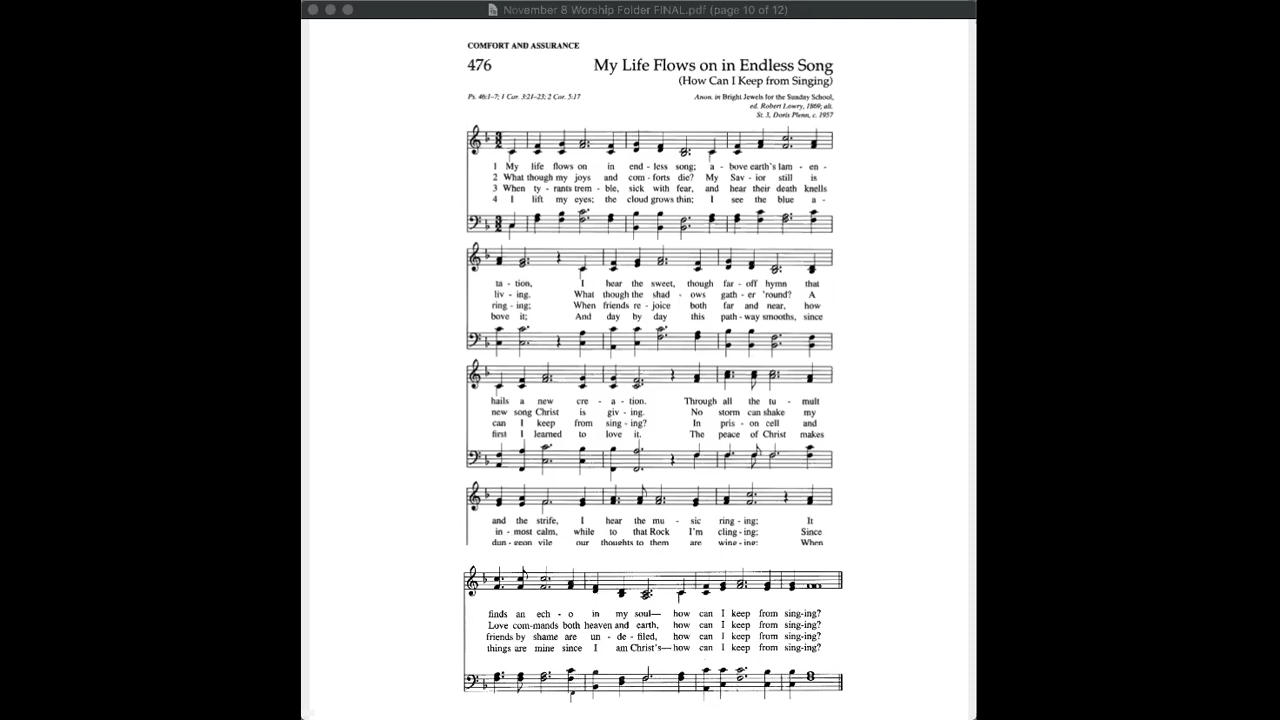 November 8 Worship Folder FINAL.pdf (page 10 of 12)
COMFORT AND ASSURANCE
476 My Life Flows on in Endless Song
(How Can I Keep from Singing)
Ps. 46:1-7; 1 Cor. 3:21-23; 2 Cor. 5:17 Anon. in Bright Jewels for the Sunday School,
ed. Robert Lowry, 1869; alt.
St. 3, Doris Plenn, c. 1957
1 My life flows on in end - less song; a - bove earth's lam - en -
2 What though my joys and com - forts die? My Sav - ior still is
3 When ty - rants trem - ble, sick with fear, and hear their death knells
4 I lift my eyes; the cloud grows thin; I see the blue a -
ta - tion, I hear the sweet, though far - off hymn that
liv - ing. What though the shad - ows gath - er 'round? A
ring - ing; When friends re - joice both far and near, how
bove it; And day by day this path - way smooths, since
hails a new cre - a - tion. Through all the tu - mult
new song Christ is giv - ing. No storm can shake my
can I keep from sing - ing? In pris - on cell and
first I learned to love it. The peace of Christ makes
and the strife, I hear the mu - sic ring - ing; It
in - most calm, while to that Rock I'm cling - ing; Since
dun - geon vile our thoughts to them are wing - ing; When
finds an ech - o in my soul— how can I keep from sing-ing?
Love com-mands both heaven and earth, how can I keep from sing-ing?
friends by shame are un - de - filed, how can I keep from sing-ing?
things are mine since I am Christ's—how can I keep from sing-ing?